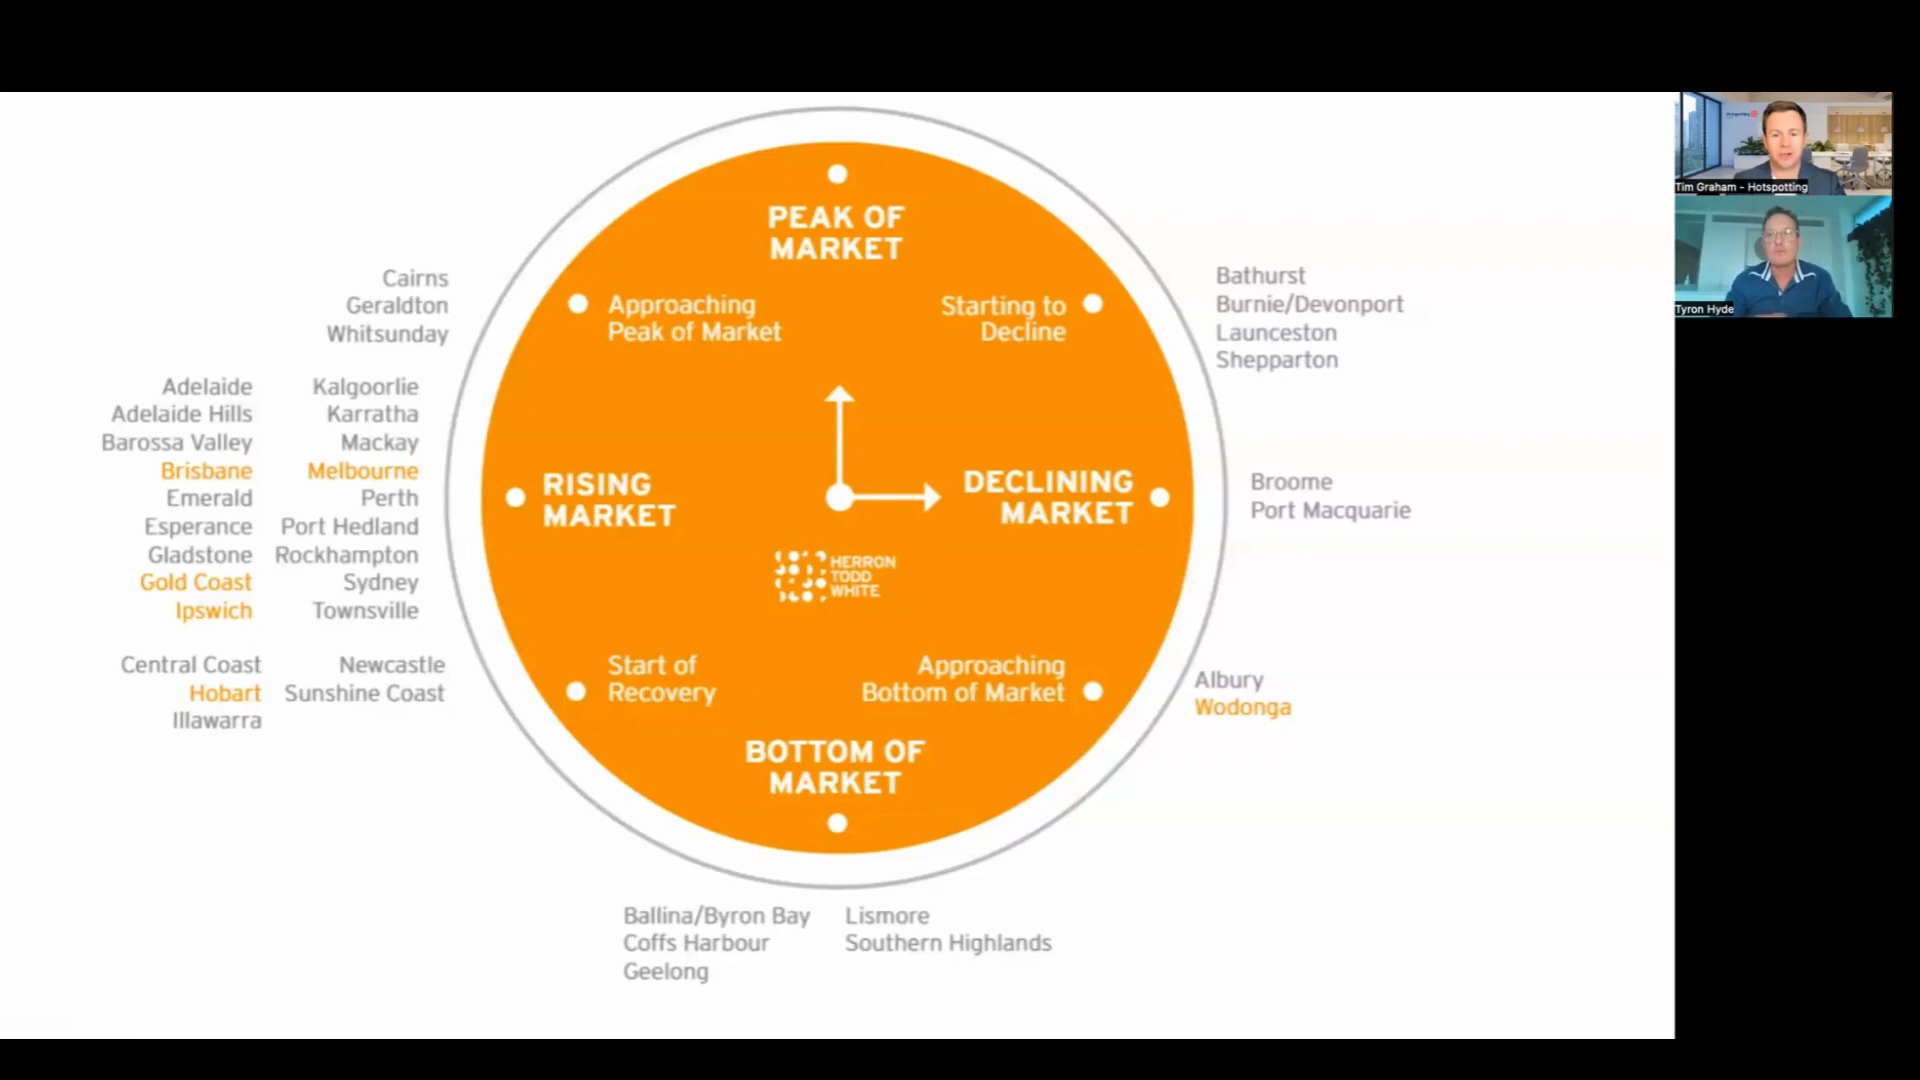 PEAK OF
MARKET
Approaching
Peak of Market
Starting to
Decline
Cairns
Geraldton
Whitsunday
Bathurst
Burnie/Devonport
Launceston
Shepparton
Adelaide
Adelaide Hills
Barossa Valley
Brisbane
Emerald
Esperance
Gladstone
Gold Coast
Ipswich
Kalgoorlie
Karratha
Mackay
Melbourne
Perth
Port Hedland
Rockhampton
Sydney
Townsville
RISING
MARKET
DECLINING
MARKET
Broome
Port Macquarie
HERRON
TODD
WHITE
Central Coast
Hobart
Illawarra
Newcastle
Sunshine Coast
Start of
Recovery
Approaching
Bottom of Market
Albury
Wodonga
BOTTOM OF
MARKET
Ballina/Byron Bay
Coffs Harbour
Geelong
Lismore
Southern Highlands
Tim Graham - Hotspotting
Tyron Hyde